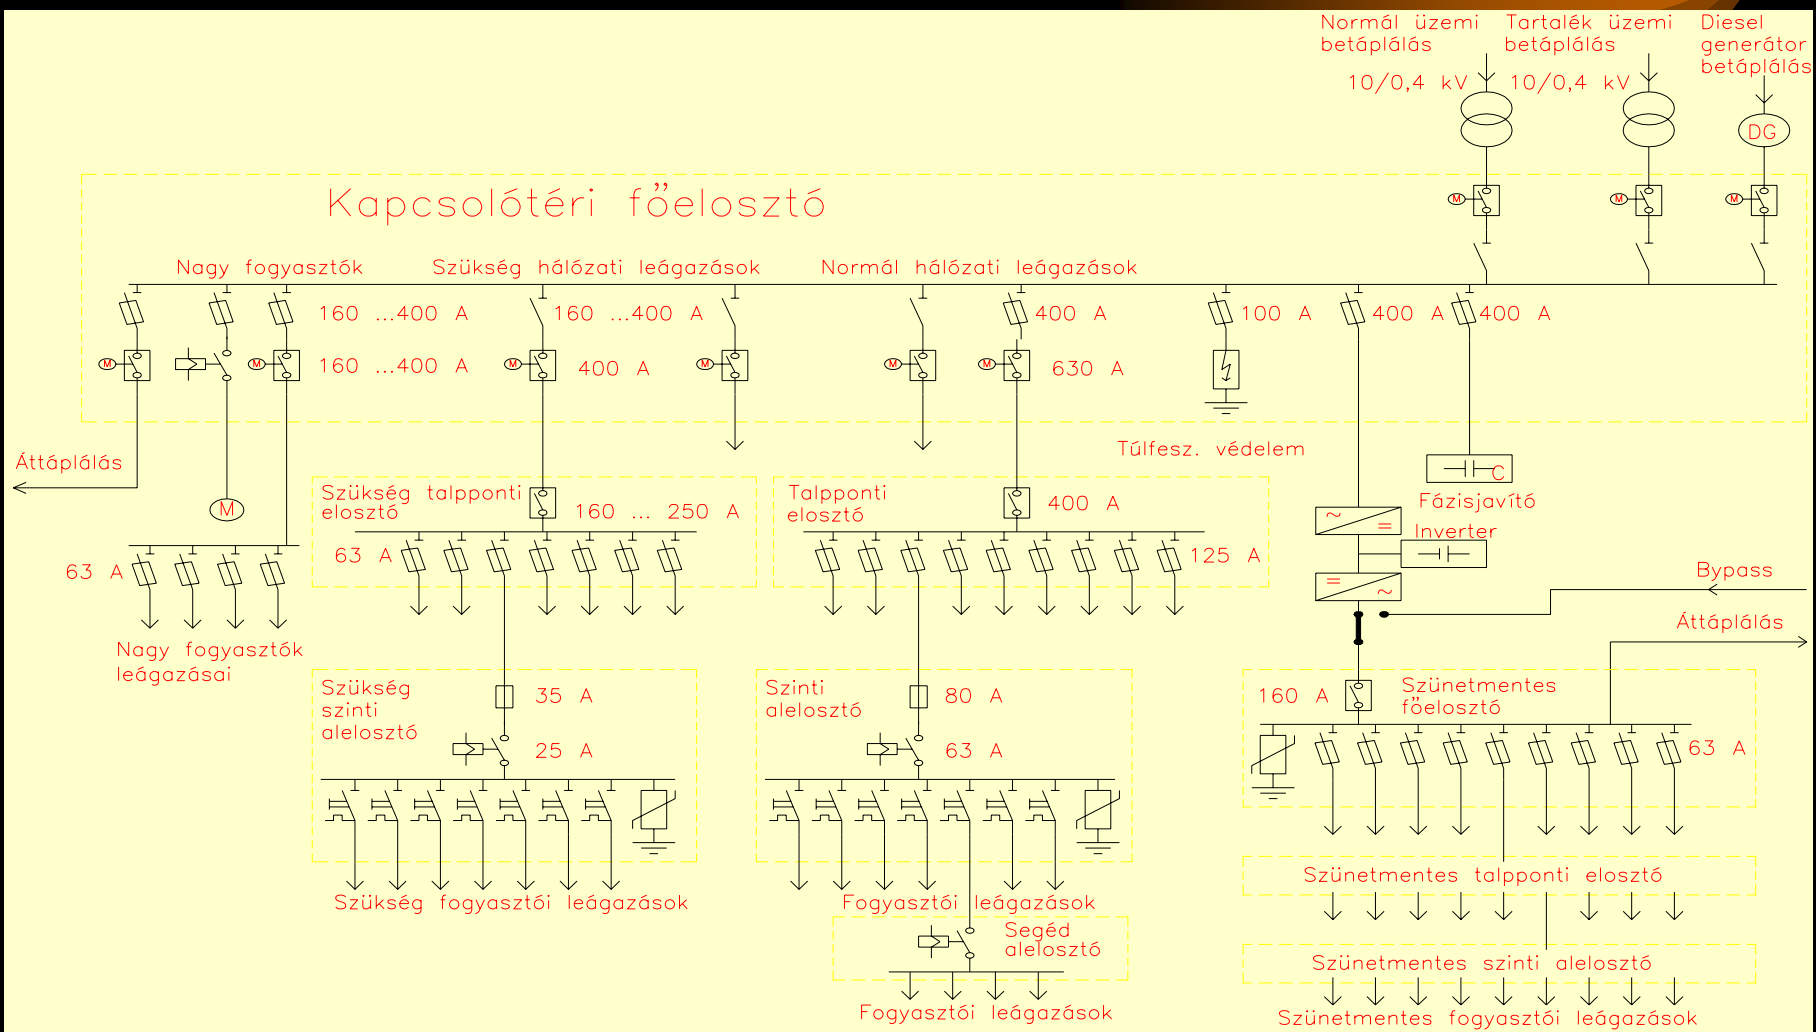 Normál üzemi
betáplálás
Tartalék üzemi
betáplálás
Diesel
generátor
betáplálás
10/0,4 kV
10/0,4 kV
DG
Kapcsolótéri főelosztó
M
M
M
Nagy fogyasztók
Szükség hálózati leágazások
Normál hálózati leágazások
160 ...400 A
160 ...400 A
400 A
100 A
400 A
400 A
M
M
160 ...400 A
M
400 A
M
M
M
630 A
Túlfesz. védelem
Áttáplálás
M
C
Fázisjavító
Szükség talpponti
elosztó
160 ... 250 A
Talpponti
elosztó
400 A
~
=
Inverter
63 A
63 A
125 A
=
~
Bypass
Áttáplálás
Nagy fogyasztók
leágazásai
Szükség
szinti
alelosztó
35 A
25 A
Szinti
alelosztó
80 A
63 A
160 A
Szünetmentes
főelosztó
63 A
Szünetmentes talpponti elosztó
Szükség fogyasztói leágazások
Fogyasztói leágazások
Segéd
alelosztó
Szünetmentes szinti alelosztó
Fogyasztói leágazások
Szünetmentes fogyasztói leágazások